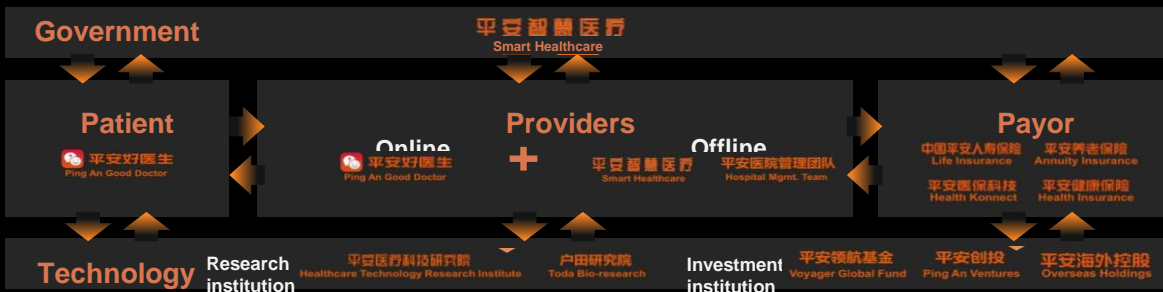 Government
平安智慧医疗
Smart Healthcare
Patient
平安好医生
Ping An Good Doctor
Providers
Online
平安好医生
Ping An Good Doctor
+
Offline
平安智慧医疗
Smart Healthcare
平安医院管理团队
Hospital Mgmt. Team
Payor
中国平安人寿保险
Life Insurance
平安养老保险
Annuity Insurance
平安医保科技
Health Konnect
平安健康保险
Health Insurance
Technology
Research
institution
平安医疗科技研究院
Healthcare Technology Research Institute
户田研究院
Toda Bio-research
Investment
institution
平安领航基金
Voyager Global Fund
平安创投
Ping An Ventures
平安海外控股
Overseas Holdings